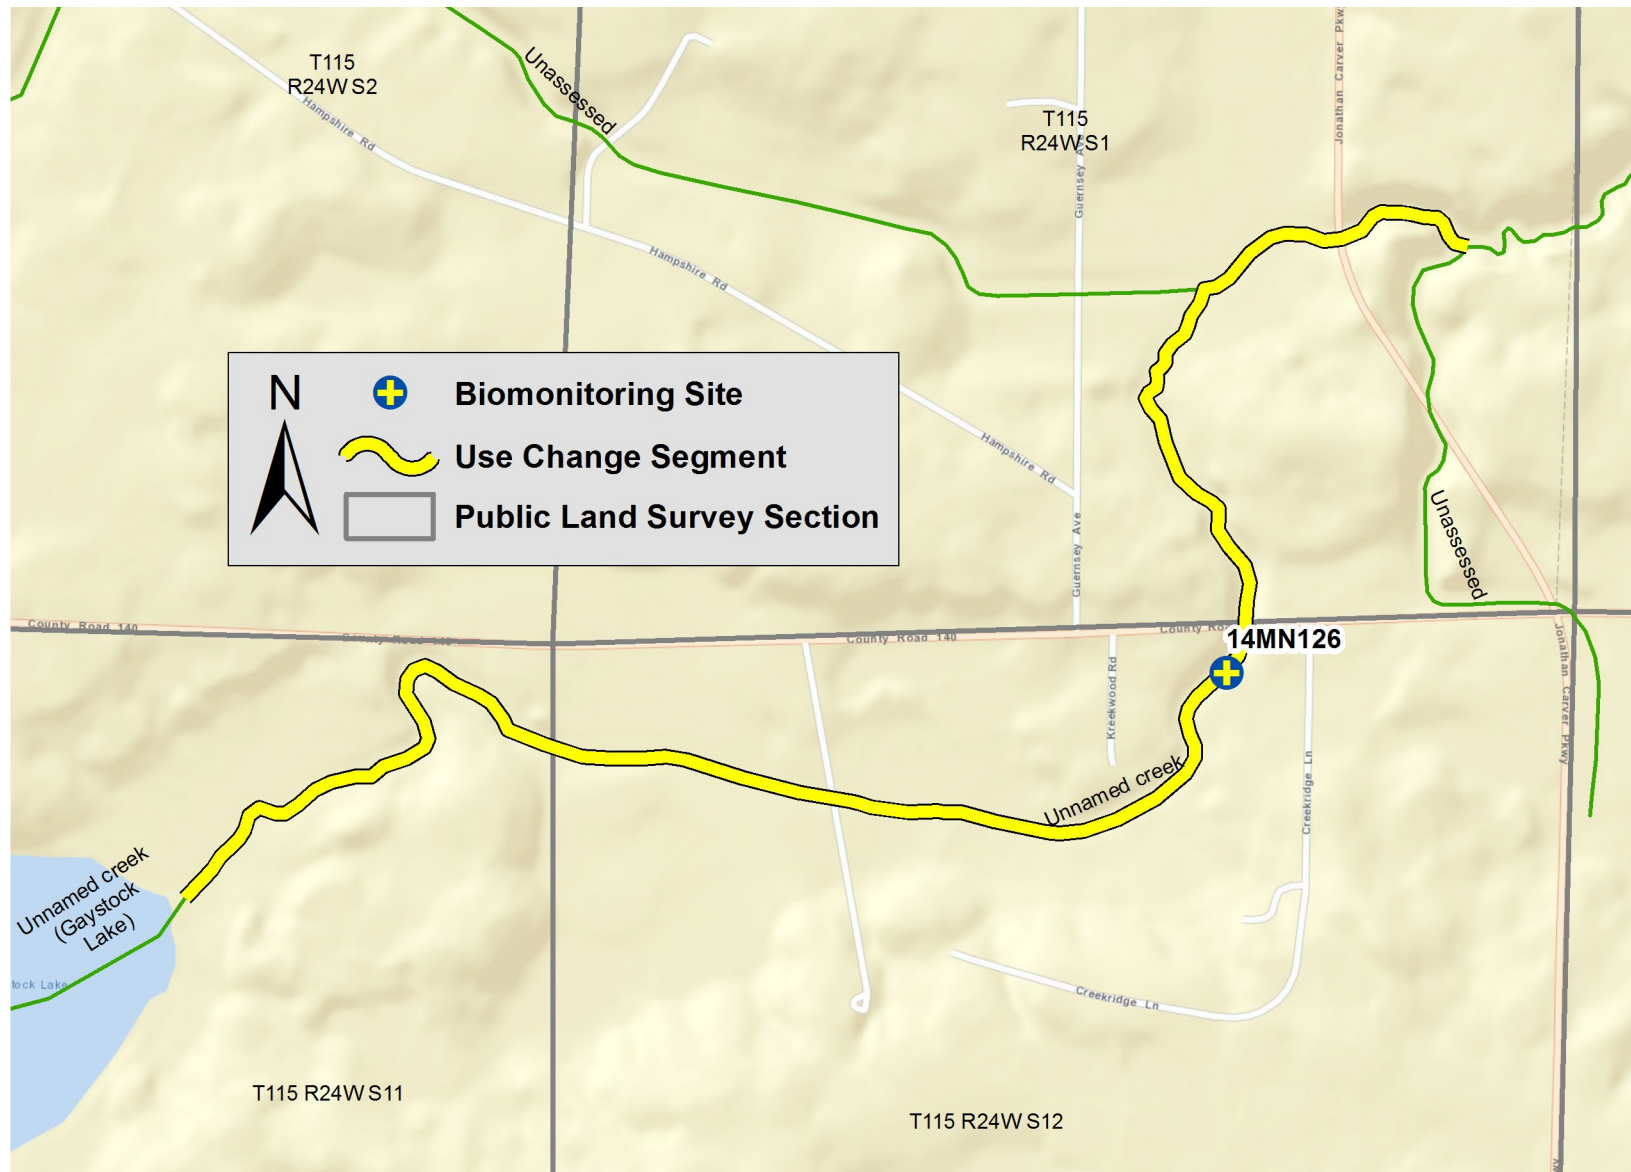 T115
R24W S2
Hampshire Rd
Unassessed
T115
R24W S1
Guernsey Ave
Jonathan Carver Pkwy
Hampshire Rd
N
Biomonitoring Site
Use Change Segment
Public Land Survey Section
Hampshire Rd
Guernsey Ave
Unassessed
County Road 140
County Road 140
County Road 140
County
14MN126
Kreekwood Rd
Jonathan Carver Pkwy
Creekridge Ln
Unnamed creek
Unnamed creek
(Gaystock
Lake)
tock Lake
Creekridge Ln
T115 R24W S11
T115 R24W S12